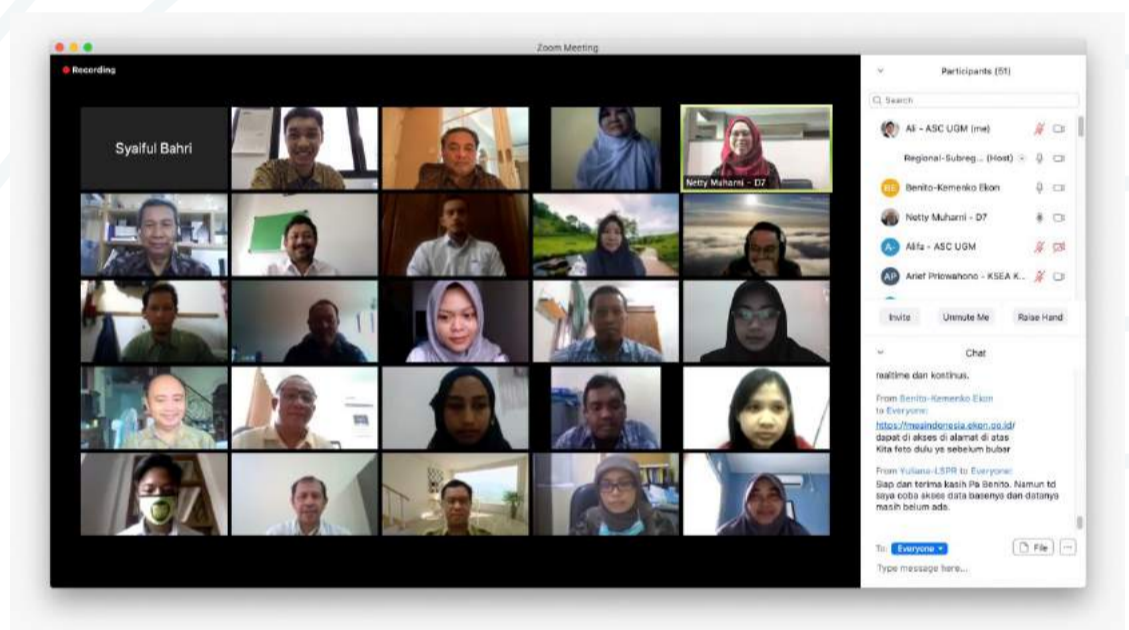 Zoom Meeting
Recording
Syaiful Bahri
Netty Muharni - D7
Participants (51)
Search
Ali - ASC UGM (me)
Regional-Subreg... (Host)
BE Benito-Kemenko Ekon
Netty Muharni - D7
A- Alifa - ASC UGM
AP Arief Priowahono - KSEA K...
Invite
Unmute Me
Raise Hand
Chat
realtime dan kontinus.
From Benito-Kemenko Ekon
to Everyone:
https://meaindonesia.ekon.go.id/
dapat di akses di alamat di atas
Kita foto dulu ya sebelum bubar
From Yuliana-LSPR to Everyone:
Siap dan terima kasih Pa Benito. Namun td
saya coba akses data basenya dan datanya
masih belum ada.
To: Everyone
File
Type message here...